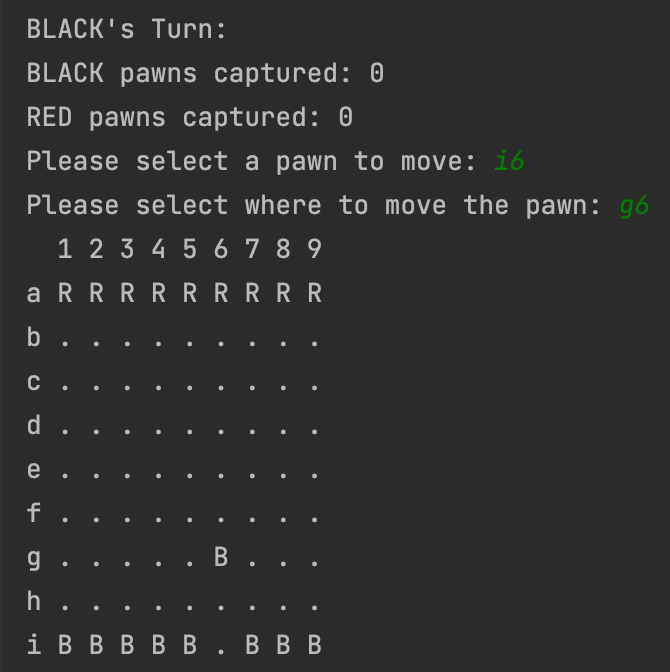 BLACK's Turn:
BLACK pawns captured: 0
RED pawns captured: 0
Please select a pawn to move: i6
Please select where to move the pawn: g6
  1 2 3 4 5 6 7 8 9
a R R R R R R R R R
b . . . . . . . . .
c . . . . . . . . .
d . . . . . . . . .
e . . . . . . . . .
f . . . . . . . . .
g . . . . . B . . .
h . . . . . . . . .
i B B B B B . B B B